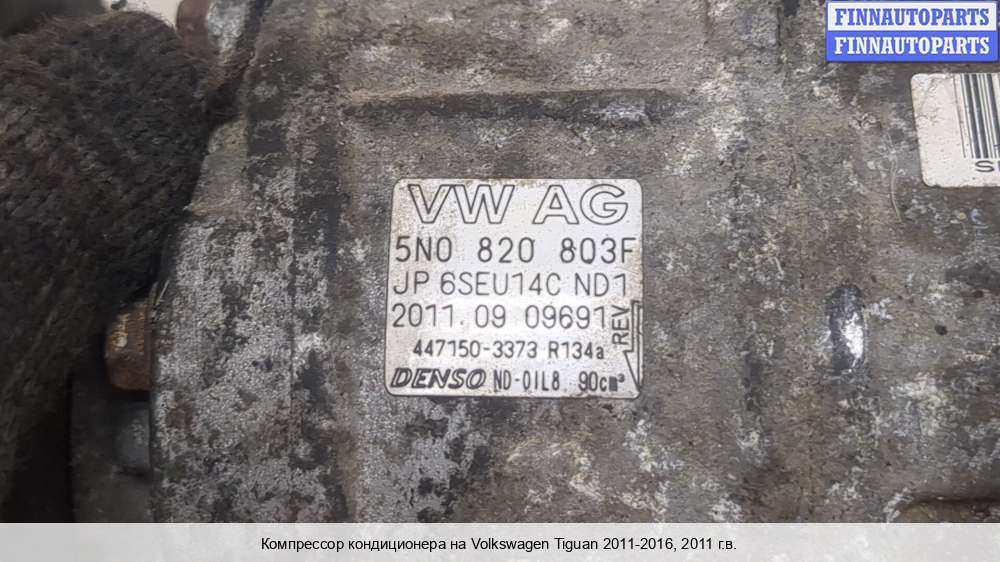 FINNAUTOPARTS
FINNAUTOPARTS
VW AG
5N0 820 803F
JP 6SEU14C ND1
2011.09 09691
REV
447150-3373 R134a
DENSO ND-OIL8 90cm³
Компрессор кондиционера на Volkswagen Tiguan 2011-2016, 2011 г.в.